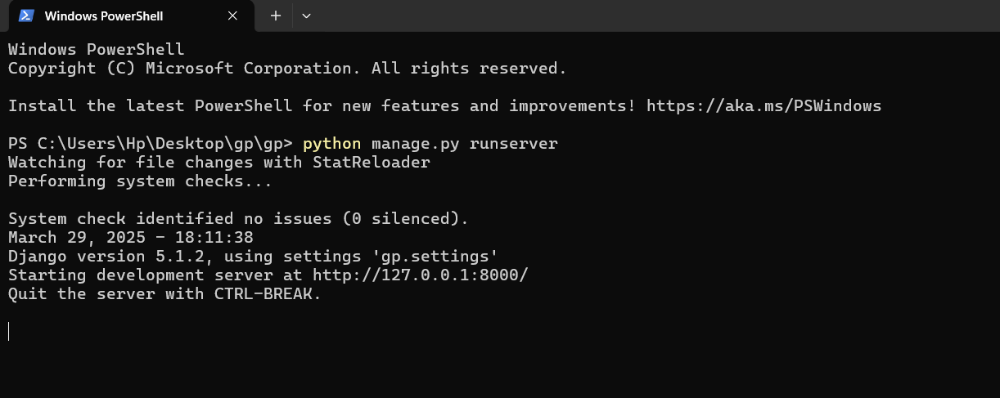 Windows PowerShell
Windows PowerShell
Copyright (C) Microsoft Corporation. All rights reserved.
Install the latest PowerShell for new features and improvements! https://aka.ms/PSWindows
PS C:\Users\Hp\Desktop\gp\gp> python manage.py runserver
Watching for file changes with StatReloader
Performing system checks...
System check identified no issues (0 silenced).
March 29, 2025 - 18:11:38
Django version 5.1.2, using settings 'gp.settings'
Starting development server at http://127.0.0.1:8000/
Quit the server with CTRL-BREAK.